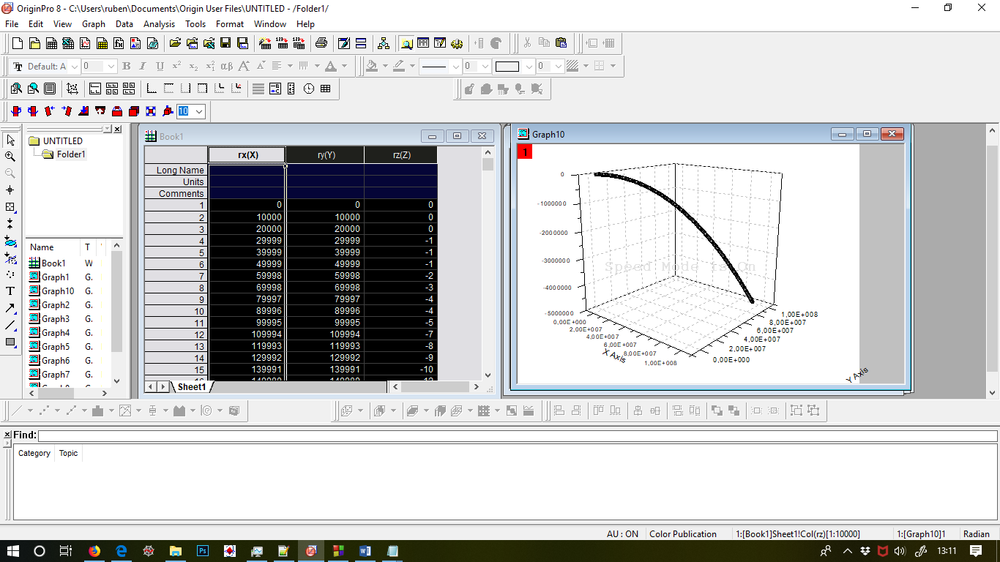 OriginPro 8 - C:\Users\ruben\Documents\Origin User Files\UNTITLED - /Folder1/
File Edit View Graph Data Analysis Tools Format Window Help
Default: A 0 B I U x² x₂ αβ A A A 0 0
10
UNTITLED
Folder1
Name T
Book1 W
Graph1 G.
Graph10 G.
Graph2 G.
Graph3 G.
Graph4 G.
Graph5 G.
Graph6 G.
Graph7 G.
Book1
rx(X) ry(Y) rz(Z)
Long Name
Units
Comments
1 0 0 0
2 10000 10000 0
3 20000 20000 0
4 29999 29999 -1
5 39999 39999 -1
6 49999 49999 -1
7 59998 59998 -2
8 69998 69998 -3
9 79997 79997 -4
10 89996 89996 -4
11 99995 99995 -5
12 109994 109994 -7
13 119993 119993 -8
14 129992 129992 -9
15 139991 139991 -10
Sheet1
Graph10
1
0
-1000000
-2000000
-3000000
-4000000
-5000000
Speed Mode is On
0,00E+000
2,00E+007
4,00E+007
6,00E+007
8,00E+007
1,00E+008
X Axis
1,00E+008
8,00E+007
6,00E+007
4,00E+007
2,00E+007
0,00E+000
Y Axis
Find:
Category Topic
AU : ON Color Publication 1:[Book1]Sheet1!Col(rz)[1:10000] 1:[Graph10]1 Radian
13:11